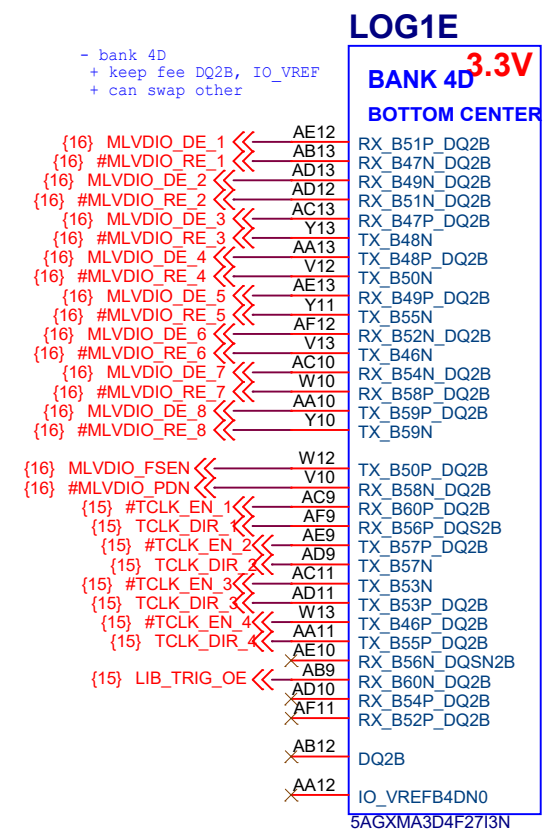 LOG1E
- bank 4D
+ keep fee DQ2B, IO_VREF
+ can swap other
3.3V
BANK 4D
BOTTOM CENTER
{16} MLVDIO_DE_1 AE12 RX_B51P_DQ2B
{16} #MLVDIO_RE_1 AB13 RX_B47N_DQ2B
{16} MLVDIO_DE_2 AD13 RX_B49N_DQ2B
{16} #MLVDIO_RE_2 AD12 RX_B51N_DQ2B
{16} MLVDIO_DE_3 AC13 RX_B47P_DQ2B
{16} #MLVDIO_RE_3 Y13 TX_B48N
{16} MLVDIO_DE_4 AA13 TX_B48P_DQ2B
{16} #MLVDIO_RE_4 V12 TX_B50N
{16} MLVDIO_DE_5 AE13 RX_B49P_DQ2B
{16} #MLVDIO_RE_5 Y11 TX_B55N
{16} MLVDIO_DE_6 AF12 RX_B52N_DQ2B
{16} #MLVDIO_RE_6 V13 TX_B46N
{16} MLVDIO_DE_7 AC10 RX_B54N_DQ2B
{16} #MLVDIO_RE_7 W10 RX_B58P_DQ2B
{16} MLVDIO_DE_8 AA10 TX_B59P_DQ2B
{16} #MLVDIO_RE_8 Y10 TX_B59N
{16} MLVDIO_FSEN W12 TX_B50P_DQ2B
{16} #MLVDIO_PDN V10 RX_B58N_DQ2B
{15} #TCLK_EN_1 AC9 RX_B60P_DQ2B
{15} TCLK_DIR_1 AF9 RX_B56P_DQS2B
{15} #TCLK_EN_2 AE9 TX_B57P_DQ2B
{15} TCLK_DIR_2 AD9 TX_B57N
{15} #TCLK_EN_3 AC11 TX_B53N
{15} TCLK_DIR_3 AD11 TX_B53P_DQ2B
{15} #TCLK_EN_4 W13 TX_B46P_DQ2B
{15} TCLK_DIR_4 AA11 TX_B55P_DQ2B
AE10 RX_B56N_DQSN2B
{15} LIB_TRIG_OE AB9 RX_B60N_DQ2B
AD10 RX_B54P_DQ2B
AF11 RX_B52P_DQ2B
AB12 DQ2B
AA12 IO_VREFB4DN0
5AGXMA3D4F27I3N